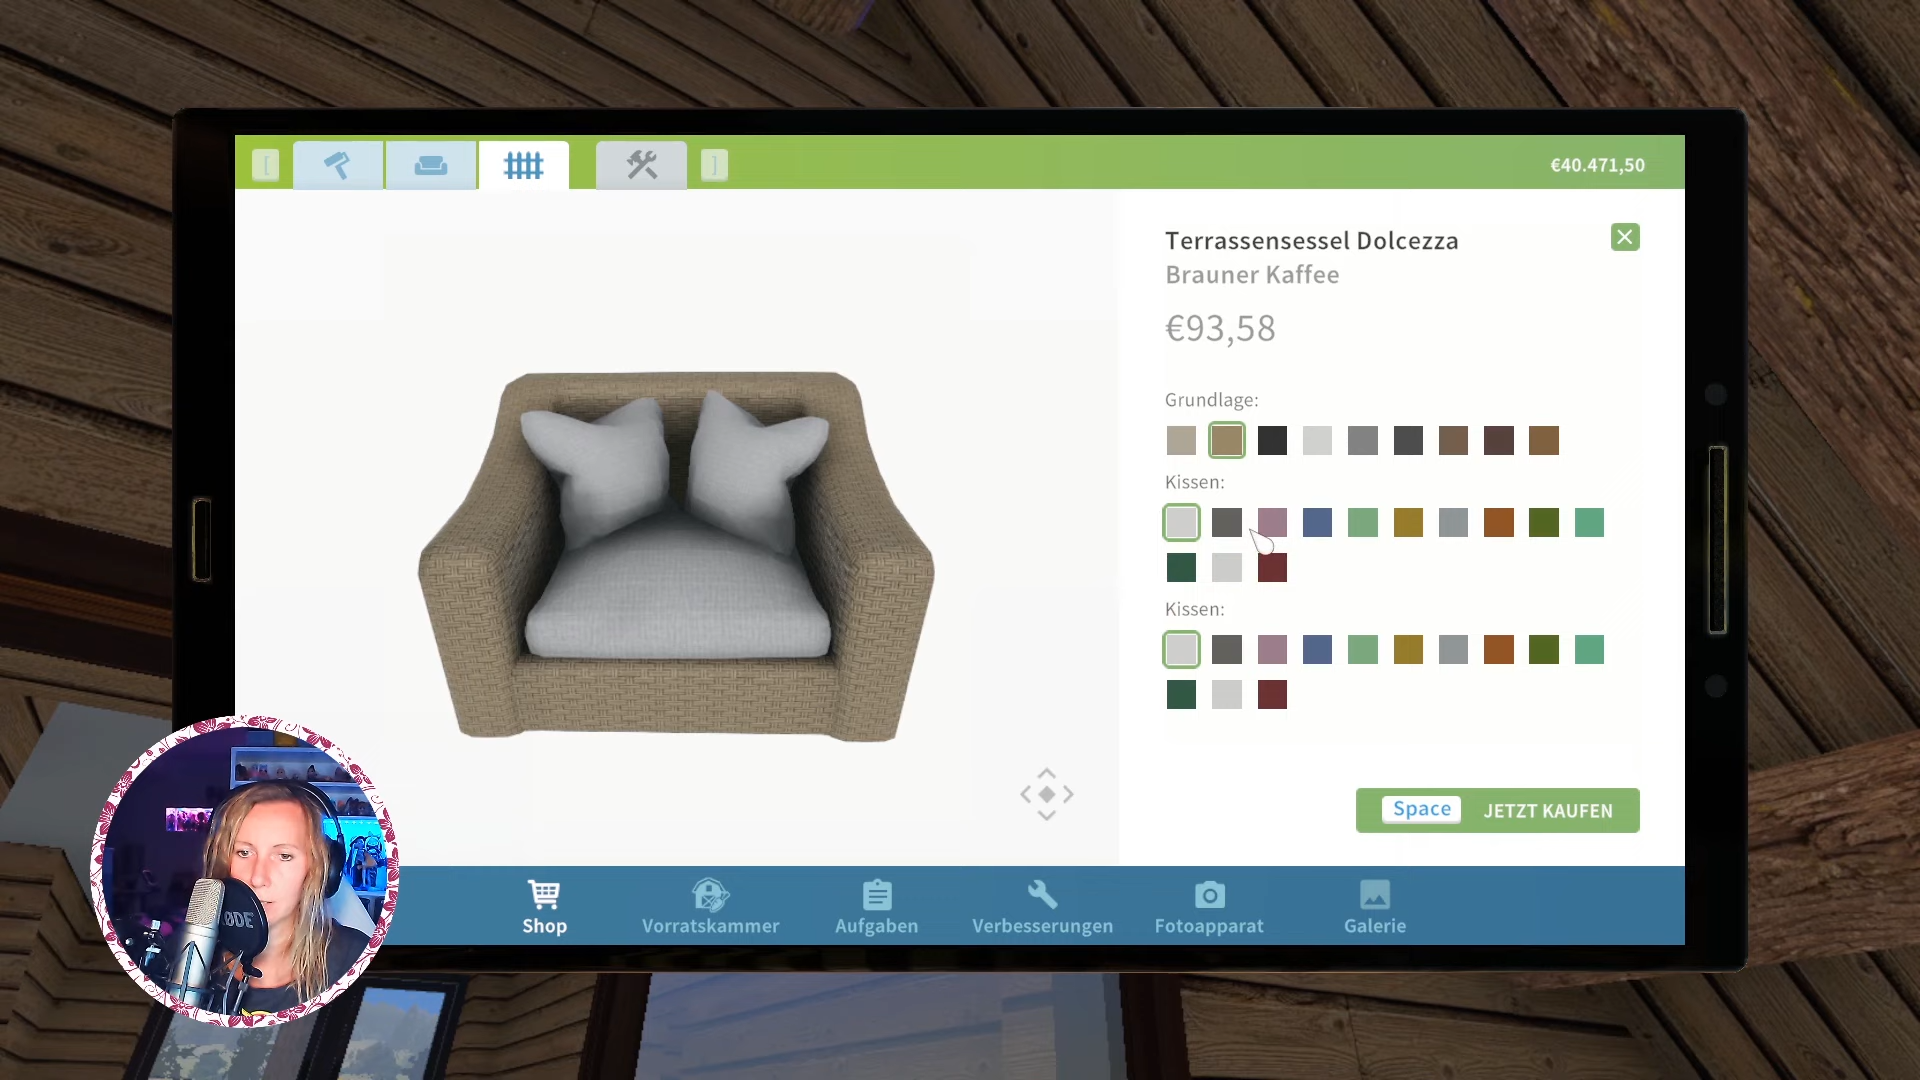 [
]
€40.471,50
Terrassensessel Dolcezza
Brauner Kaffee
€93,58
Grundlage:
Kissen:
Kissen:
Space JETZT KAUFEN
Shop
Vorratskammer
Aufgaben
Verbesserungen
Fotoapparat
Galerie
RØDE